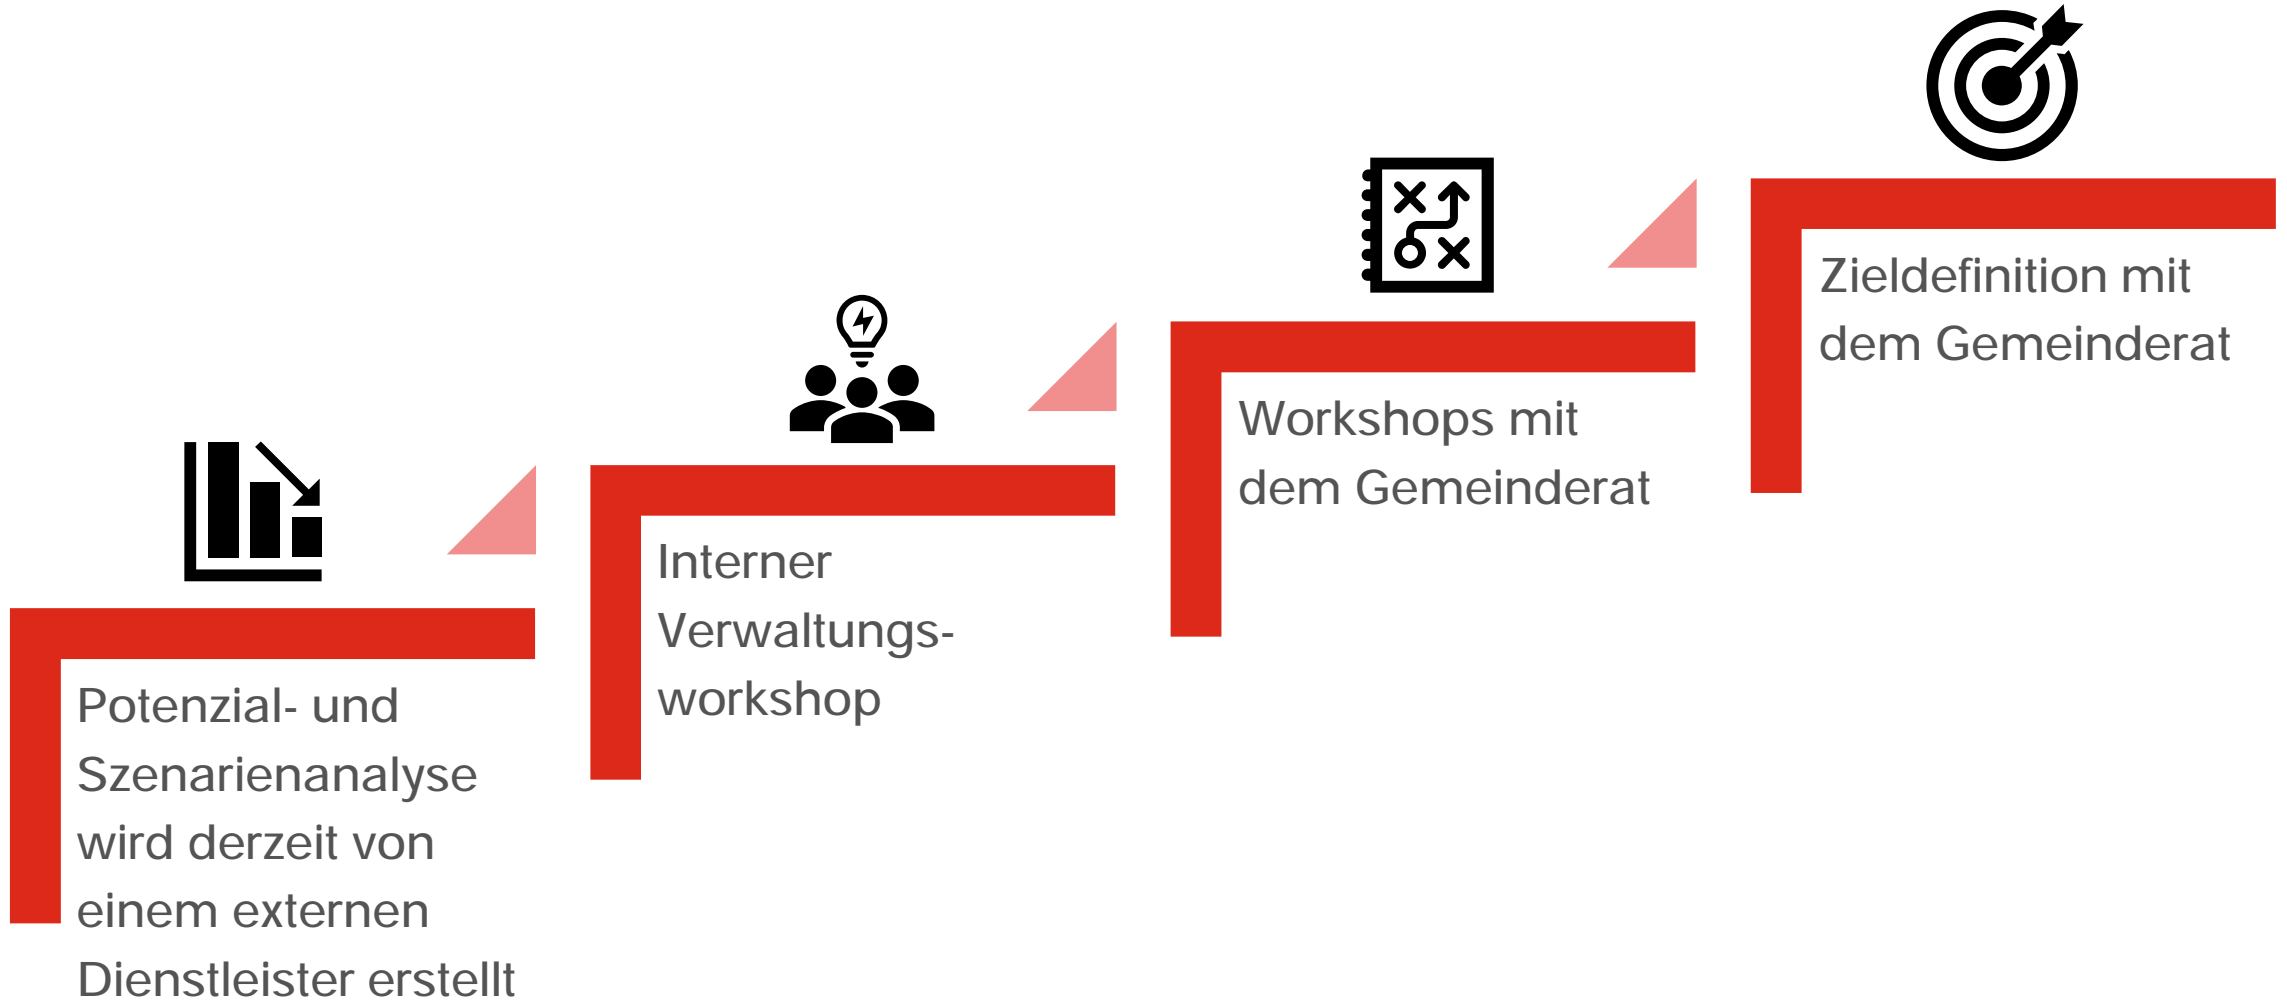 Potenzial- und
Szenarienanalyse
wird derzeit von
einem externen
Dienstleister erstellt
Interner
Verwaltungs-
workshop
Workshops mit
dem Gemeinderat
Zieldefinition mit
dem Gemeinderat